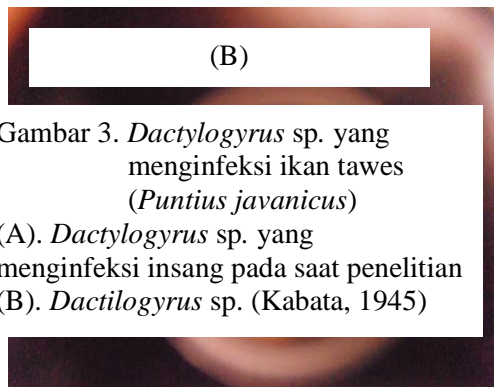 (B)
Gambar 3. Dactylogyrus sp. yang
menginfeksi ikan tawes
(Puntius javanicus)
(A). Dactylogyrus sp. yang
menginfeksi insang pada saat penelitian
(B). Dactilogyrus sp. (Kabata, 1945)